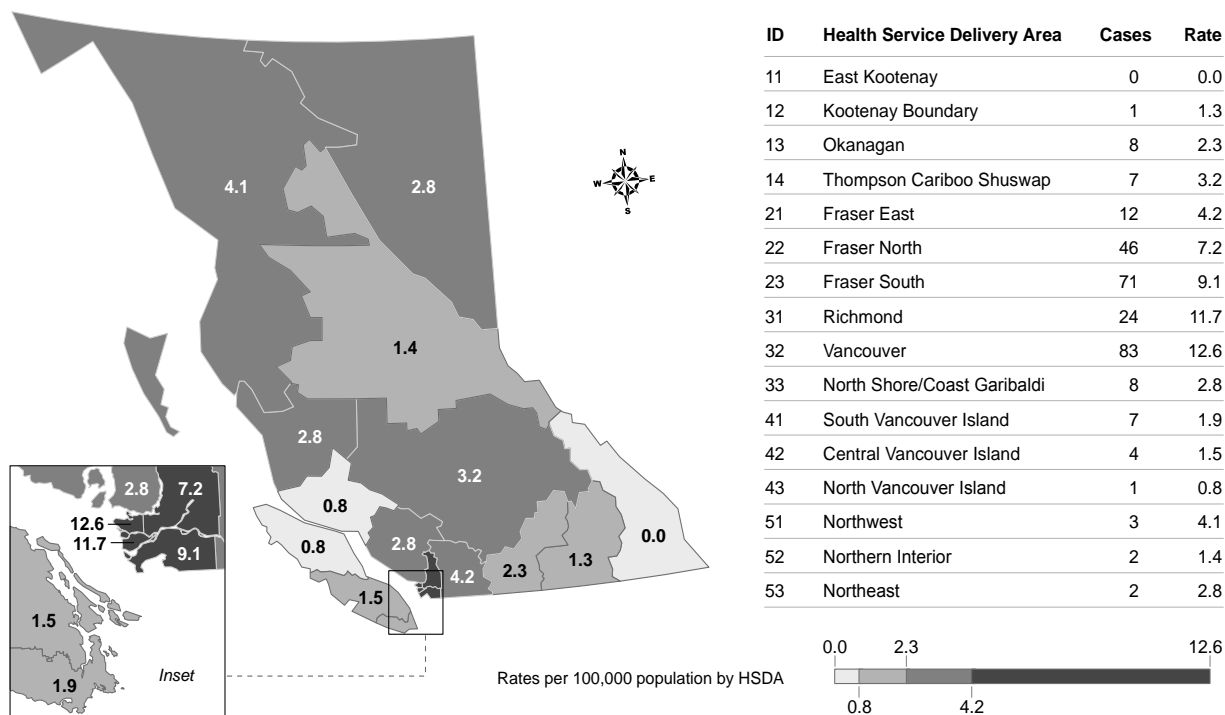 ID Health Service Delivery Area Cases Rate
11 East Kootenay 0 0.0
12 Kootenay Boundary 1 1.3
13 Okanagan 8 2.3
14 Thompson Cariboo Shuswap 7 3.2
21 Fraser East 12 4.2
22 Fraser North 46 7.2
23 Fraser South 71 9.1
31 Richmond 24 11.7
32 Vancouver 83 12.6
33 North Shore/Coast Garibaldi 8 2.8
41 South Vancouver Island 7 1.9
42 Central Vancouver Island 4 1.5
43 North Vancouver Island 1 0.8
51 Northwest 3 4.1
52 Northern Interior 2 1.4
53 Northeast 2 2.8
N
W E
S
4.1
2.8
1.4
2.8
3.2
0.8
0.8
2.8
4.2
2.3
1.3
0.0
1.5
2.8
7.2
12.6
11.7
9.1
1.5
1.9
Inset
Rates per 100,000 population by HSDA
0.0 2.3 12.6
0.8 4.2